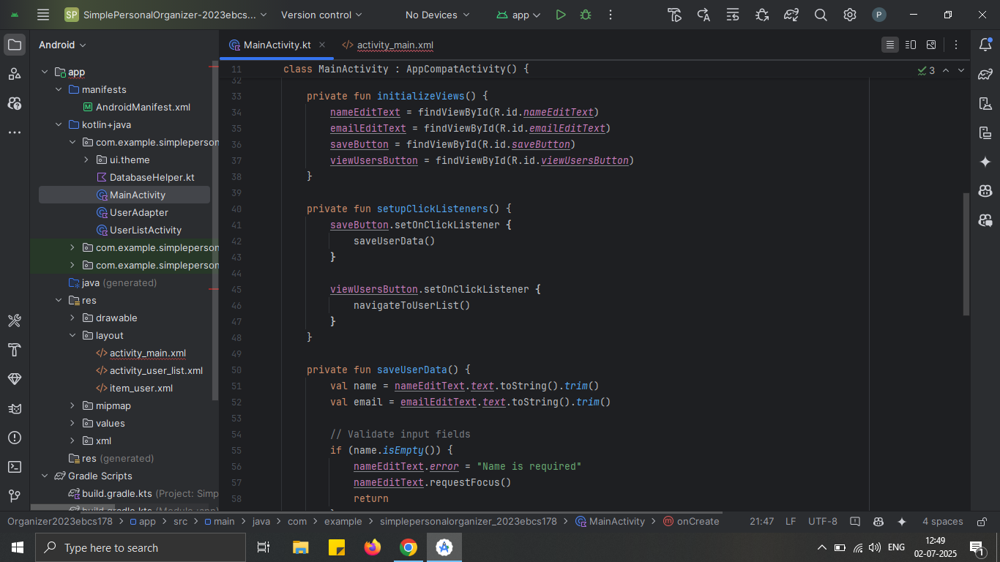 SP SimplePersonalOrganizer-2023ebcs... Version control No Devices app P
Android
app
manifests
AndroidManifest.xml
kotlin+java
com.example.simpleperson
ui.theme
DatabaseHelper.kt
MainActivity
UserAdapter
UserListActivity
com.example.simpleperson
com.example.simpleperson
java (generated)
res
drawable
layout
activity_main.xml
activity_user_list.xml
item_user.xml
mipmap
values
xml
res (generated)
Gradle Scripts
build.gradle.kts (Project: Simp
build.gradle.kts (Module :app)
MainActivity.kt activity_main.xml
11 class MainActivity : AppCompatActivity() {
3
32
33 private fun initializeViews() {
34 nameEditText = findViewById(R.id.nameEditText)
35 emailEditText = findViewById(R.id.emailEditText)
36 saveButton = findViewById(R.id.saveButton)
37 viewUsersButton = findViewById(R.id.viewUsersButton)
38 }
39
40 private fun setupClickListeners() {
41 saveButton.setOnClickListener {
42 saveUserData()
43 }
44
45 viewUsersButton.setOnClickListener {
46 navigateToUserList()
47 }
48 }
49
50 private fun saveUserData() {
51 val name = nameEditText.text.toString().trim()
52 val email = emailEditText.text.toString().trim()
53
54 // Validate input fields
55 if (name.isEmpty()) {
56 nameEditText.error = "Name is required"
57 nameEditText.requestFocus()
58 return
Organizer2023ebcs178 > app > src > main > java > com > example > simplepersonalorganizer_2023ebcs178 > MainActivity > onCreate 21:47 LF UTF-8 4 spaces
Type here to search
ENG
12:49
02-07-2025
1